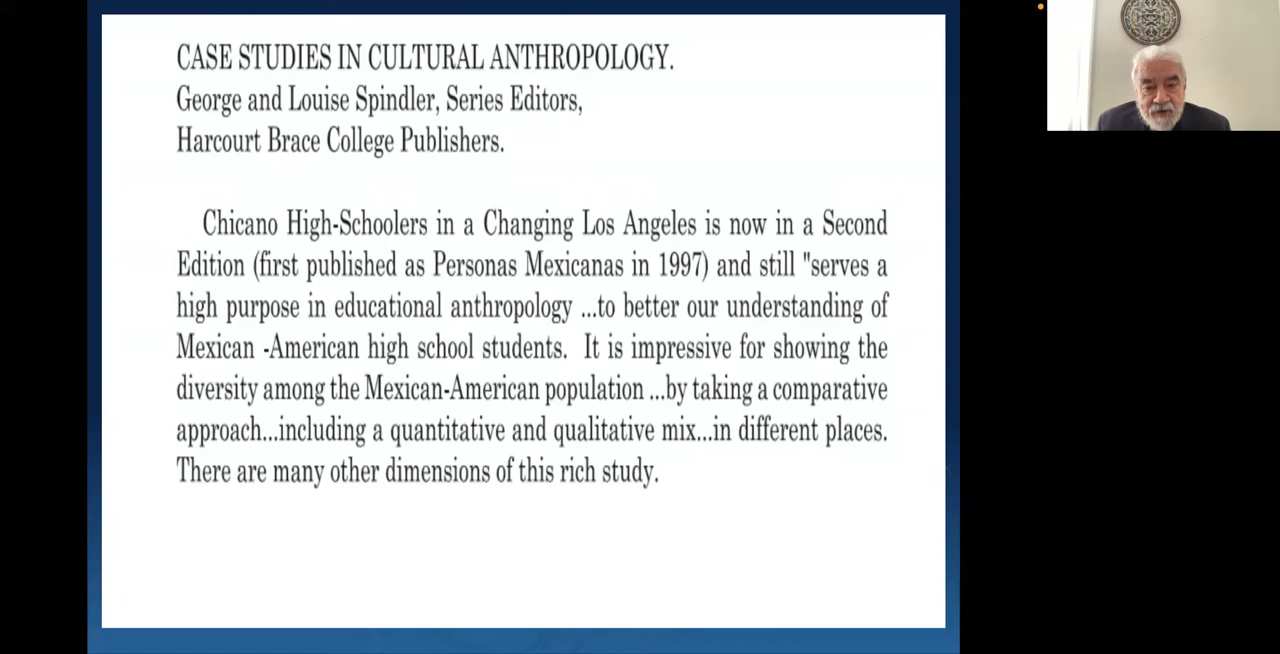 CASE STUDIES IN CULTURAL ANTHROPOLOGY.
George and Louise Spindler, Series Editors,
Harcourt Brace College Publishers.
Chicano High-Schoolers in a Changing Los Angeles is now in a Second
Edition (first published as Personas Mexicanas in 1997) and still "serves a
high purpose in educational anthropology ...to better our understanding of
Mexican -American high school students. It is impressive for showing the
diversity among the Mexican-American population ...by taking a comparative
approach...including a quantitative and qualitative mix...in different places.
There are many other dimensions of this rich study.